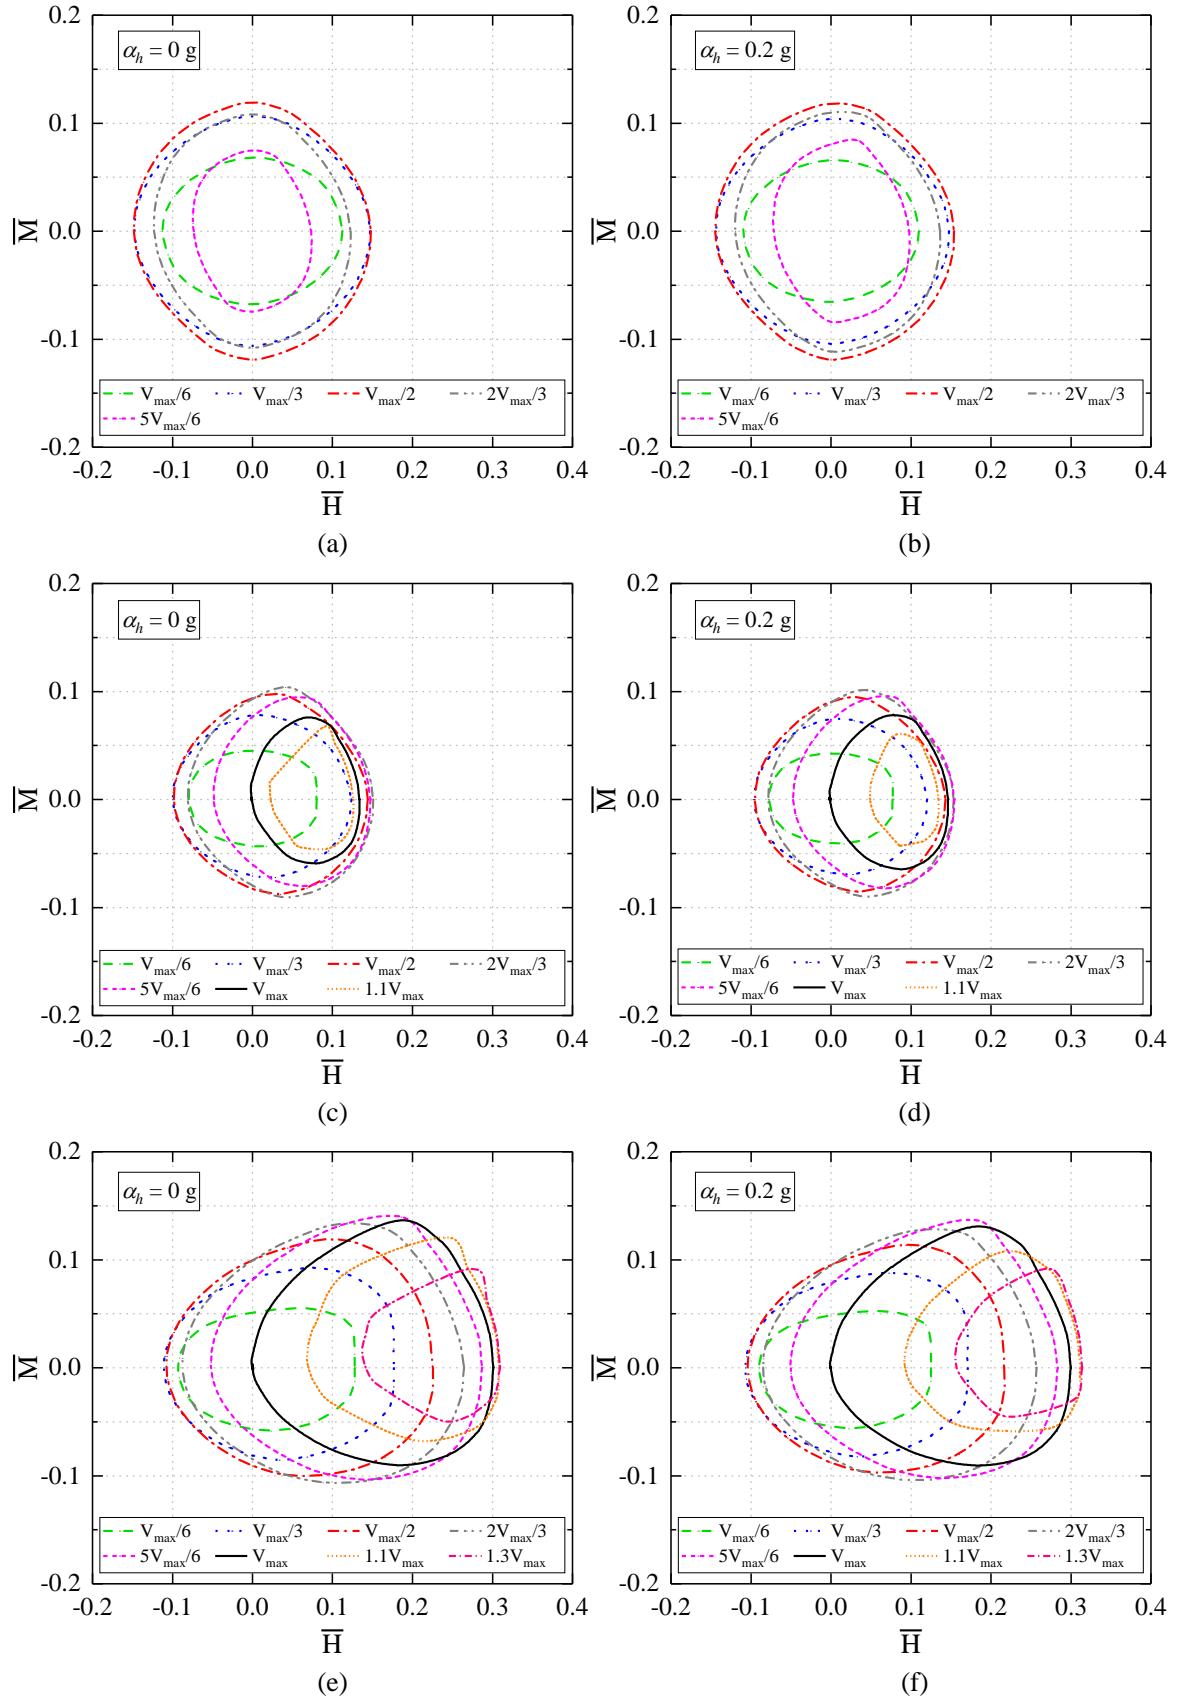 0.2
0.1
0.0
-0.1
-0.2
M̅
α_h = 0 g
V_max/6 V_max/3 V_max/2 2V_max/3
5V_max/6
-0.2 -0.1 0.0 0.1 0.2 0.3 0.4
H̅
(a)
0.2
0.1
0.0
-0.1
-0.2
M̅
α_h = 0.2 g
V_max/6 V_max/3 V_max/2 2V_max/3
5V_max/6
-0.2 -0.1 0.0 0.1 0.2 0.3 0.4
H̅
(b)
0.2
0.1
0.0
-0.1
-0.2
M̅
α_h = 0 g
V_max/6 V_max/3 V_max/2 2V_max/3
5V_max/6 V_max 1.1V_max
-0.2 -0.1 0.0 0.1 0.2 0.3 0.4
H̅
(c)
0.2
0.1
0.0
-0.1
-0.2
M̅
α_h = 0.2 g
V_max/6 V_max/3 V_max/2 2V_max/3
5V_max/6 V_max 1.1V_max
-0.2 -0.1 0.0 0.1 0.2 0.3 0.4
H̅
(d)
0.2
0.1
0.0
-0.1
-0.2
M̅
α_h = 0 g
V_max/6 V_max/3 V_max/2 2V_max/3
5V_max/6 V_max 1.1V_max 1.3V_max
-0.2 -0.1 0.0 0.1 0.2 0.3 0.4
H̅
(e)
0.2
0.1
0.0
-0.1
-0.2
M̅
α_h = 0.2 g
V_max/6 V_max/3 V_max/2 2V_max/3
5V_max/6 V_max 1.1V_max 1.3V_max
-0.2 -0.1 0.0 0.1 0.2 0.3 0.4
H̅
(f)